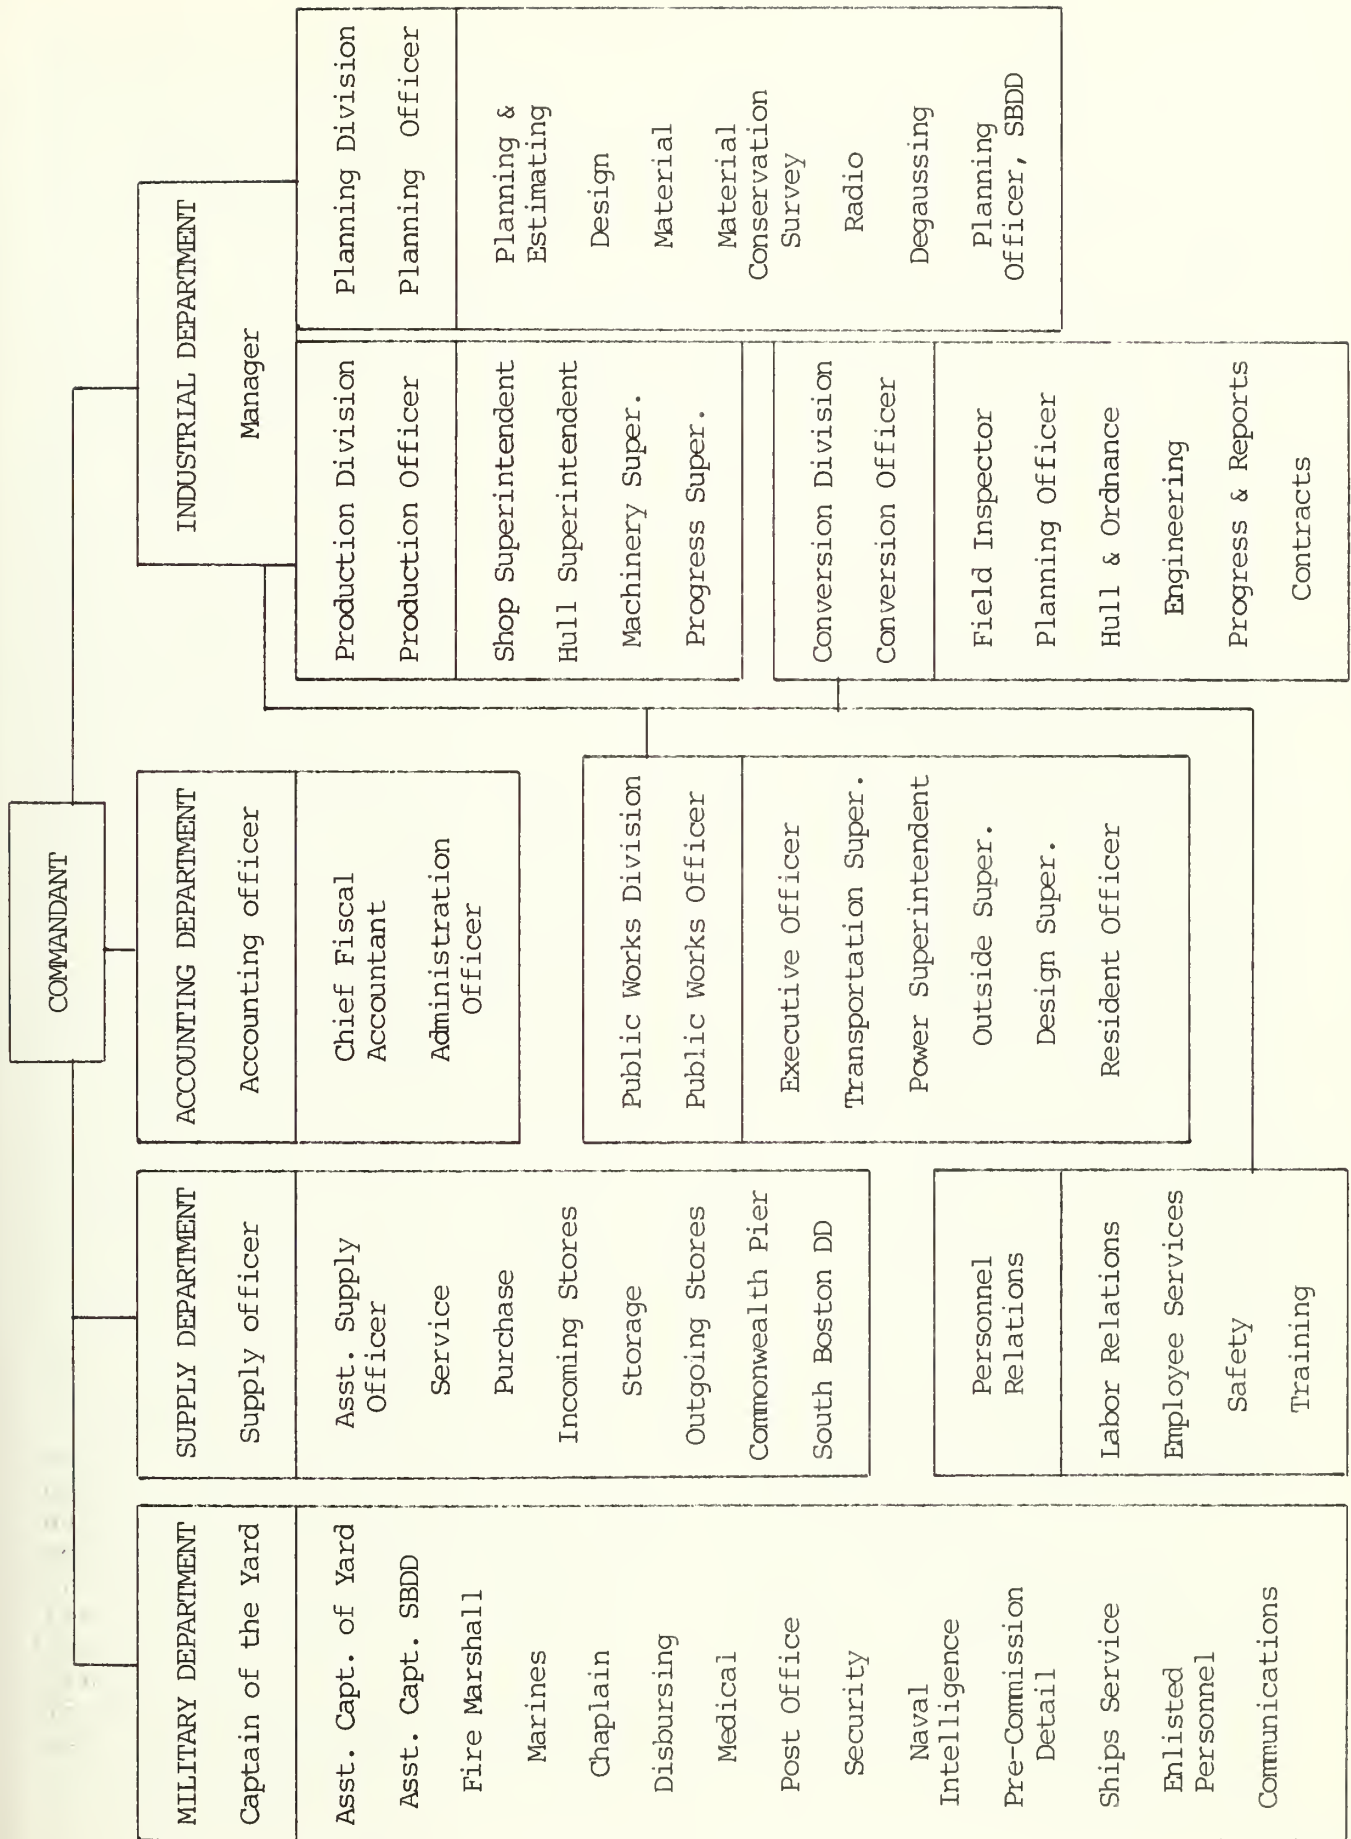 COMMANDANT
MILITARY DEPARTMENT
Captain of the Yard
Asst. Capt. of Yard
Asst. Capt. SBDD
Fire Marshall
Marines
Chaplain
Disbursing
Medical
Post Office
Security
Naval
Intelligence
Pre-Commission
Detail
Ships Service
Enlisted
Personnel
Communications
SUPPLY DEPARTMENT
Supply officer
Asst. Supply
Officer
Service
Purchase
Incoming Stores
Storage
Outgoing Stores
Commonwealth Pier
South Boston DD
Personnel
Relations
Labor Relations
Employee Services
Safety
Training
ACCOUNTING DEPARTMENT
Accounting officer
Chief Fiscal
Accountant
Administration
Officer
Public Works Division
Public Works Officer
Executive Officer
Transportation Super.
Power Superintendent
Outside Super.
Design Super.
Resident Officer
INDUSTRIAL DEPARTMENT
Manager
Production Division
Production Officer
Shop Superintendent
Hull Superintendent
Machinery Super.
Progress Super.
Conversion Division
Conversion Officer
Field Inspector
Planning Officer
Hull & Ordnance
Engineering
Progress & Reports
Contracts
Planning Division
Planning Officer
Planning &
Estimating
Design
Material
Material
Conservation
Survey
Radio
Degaussing
Planning
Officer, SBDD